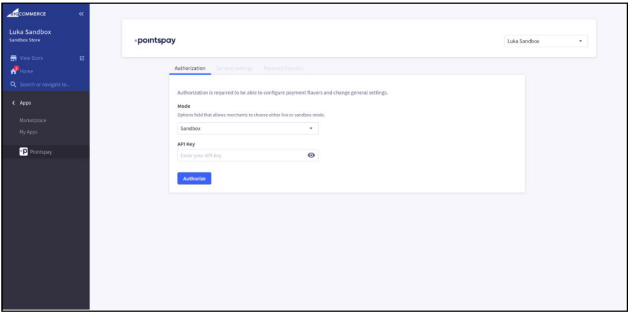 BIGCOMMERCE
Luka Sandbox
Sandbox Store
View Store
Home
Search or navigate to...
Apps
Marketplace
My Apps
Pointspay
pointspay
Luka Sandbox
Authorization General settings Payment flavors
Authorization is required to be able to configure payment flavors and change general settings.
Mode
Options field that allows merchants to choose either live or sandbox mode.
Sandbox
API Key
Enter your API key
Authorize